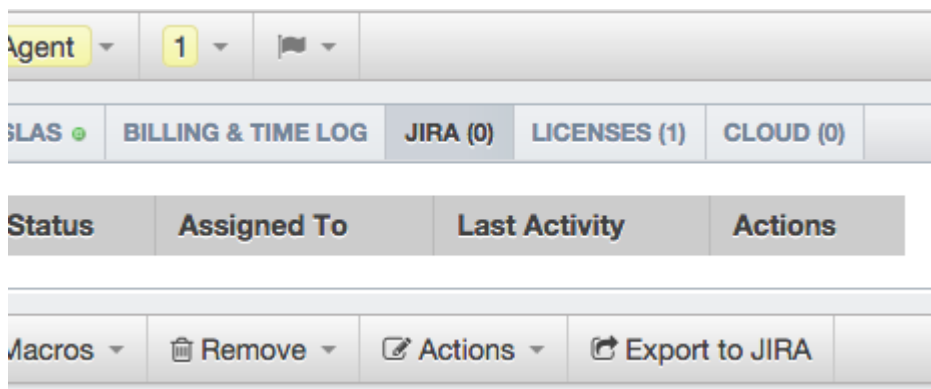 Agent 1
SLAS BILLING & TIME LOG JIRA (0) LICENSES (1) CLOUD (0)
Status Assigned To Last Activity Actions
Macros Remove Actions Export to JIRA